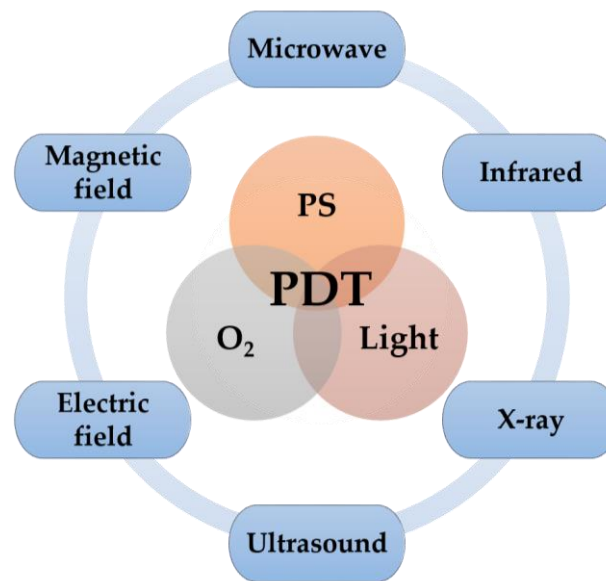 Microwave
Magnetic
field
Infrared
PS
PDT
O₂
Light
Electric
field
X-ray
Ultrasound